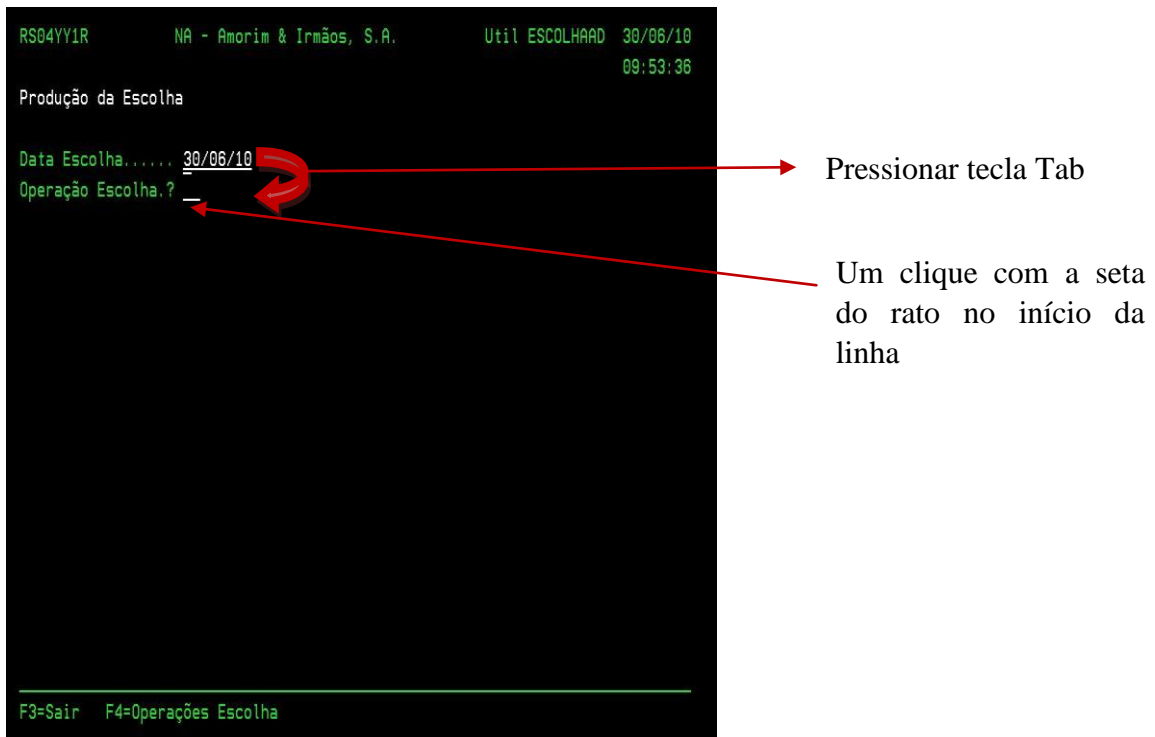 RS04YY1R NA - Amorim & Irmãos, S.A. Util ESCOLHAAD 30/06/10
09:53:36
Produção da Escolha
Data Escolha...... 30/06/10
Operação Escolha.? __
Pressionar tecla Tab
Um clique com a seta
do rato no início da
linha
F3=Sair F4=Operações Escolha